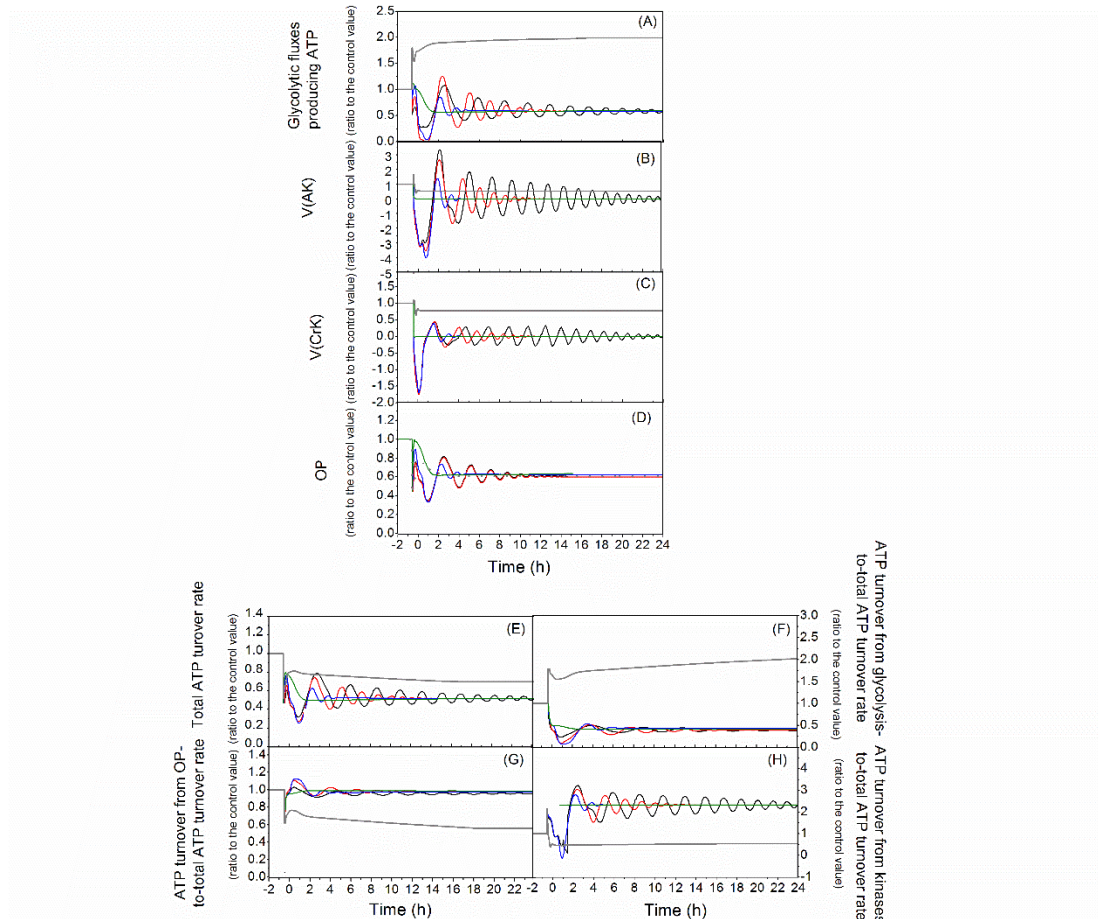 Glycolytic fluxes
producing ATP
(ratio to the control value)
(A)
2.5
2.0
1.5
1.0
0.5
0.0
V(AK)
(ratio to the control value)
(B)
3
2
1
0
-1
-2
-3
-4
-5
V(CrK)
(ratio to the control value)
(C)
1.5
1.0
0.5
0.0
-0.5
-1.0
-1.5
-2.0
OP
(ratio to the control value)
(D)
1.2
1.0
0.8
0.6
0.4
0.2
0.0
-2 0 2 4 6 8 10 12 14 16 18 20 22 24
Time (h)
Total ATP turover rate
(ratio to the control value)
(E)
1.4
1.2
1.0
0.8
0.6
0.4
0.2
0.0
ATP turnover from glycolysis-
to-total ATP turnover rate
(ratio to the control value)
(F)
3.0
2.5
2.0
1.5
1.0
0.5
0.0
ATP turnover from OP-
to-total ATP turnover rate
(ratio to the control value)
(G)
1.4
1.2
1.0
0.8
0.6
0.4
0.2
0.0
-2 0 2 4 6 8 10 12 14 16 18 20 22 -2
Time (h)
ATP turnover from kinases
to-total ATP turnover rate
(ratio to the control value)
(H)
4
3
2
1
0
-1
0 2 4 6 8 10 12 14 16 18 20 22 24
Time (h)